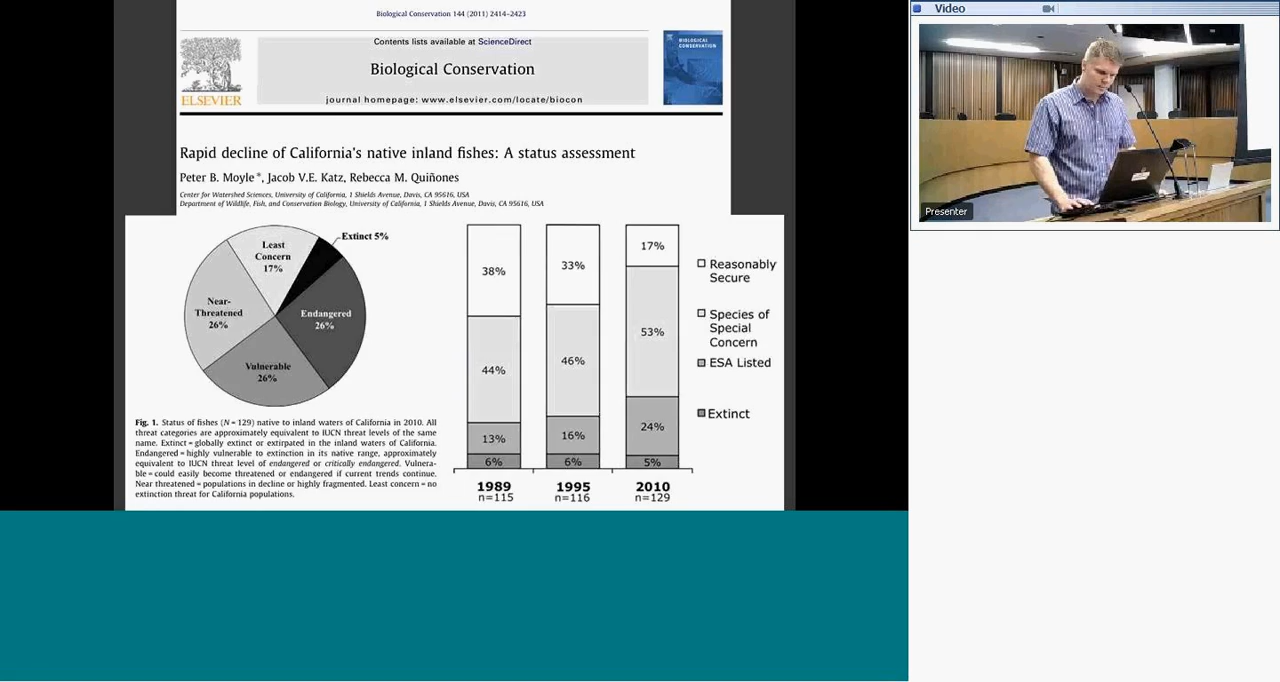 Biological Conservation 144 (2011) 2414–2423
Contents lists available at ScienceDirect
Biological Conservation
journal homepage: www.elsevier.com/locate/biocon
ELSEVIER
BIOLOGICAL
CONSERVATION
Rapid decline of California's native inland fishes: A status assessment
Peter B. Moyle *, Jacob V.E. Katz, Rebecca M. Quiñones
Center for Watershed Sciences, University of California, 1 Shields Avenue, Davis, CA 95616, USA
Department of Wildlife, Fish, and Conservation Biology, University of California, 1 Shields Avenue, Davis, CA 95616, USA
Extinct 5%
Least
Concern
17%
Near-
Threatened
26%
Endangered
26%
Vulnerable
26%
Fig. 1. Status of fishes (N = 129) native to inland waters of California in 2010. All
threat categories are approximately equivalent to IUCN threat levels of the same
name. Extinct = globally extinct or extirpated in the inland waters of California.
Endangered = highly vulnerable to extinction in its native range, approximately
equivalent to IUCN threat level of endangered or critically endangered. Vulnera-
ble = could easily become threatened or endangered if current trends continue.
Near threatened = populations in decline or highly fragmented. Least concern = no
extinction threat for California populations.
38%
44%
13%
6%
1989
n=115
33%
46%
16%
6%
1995
n=116
17%
53%
24%
5%
2010
n=129
Reasonably
Secure
Species of
Special
Concern
ESA Listed
Extinct
Video
Presenter